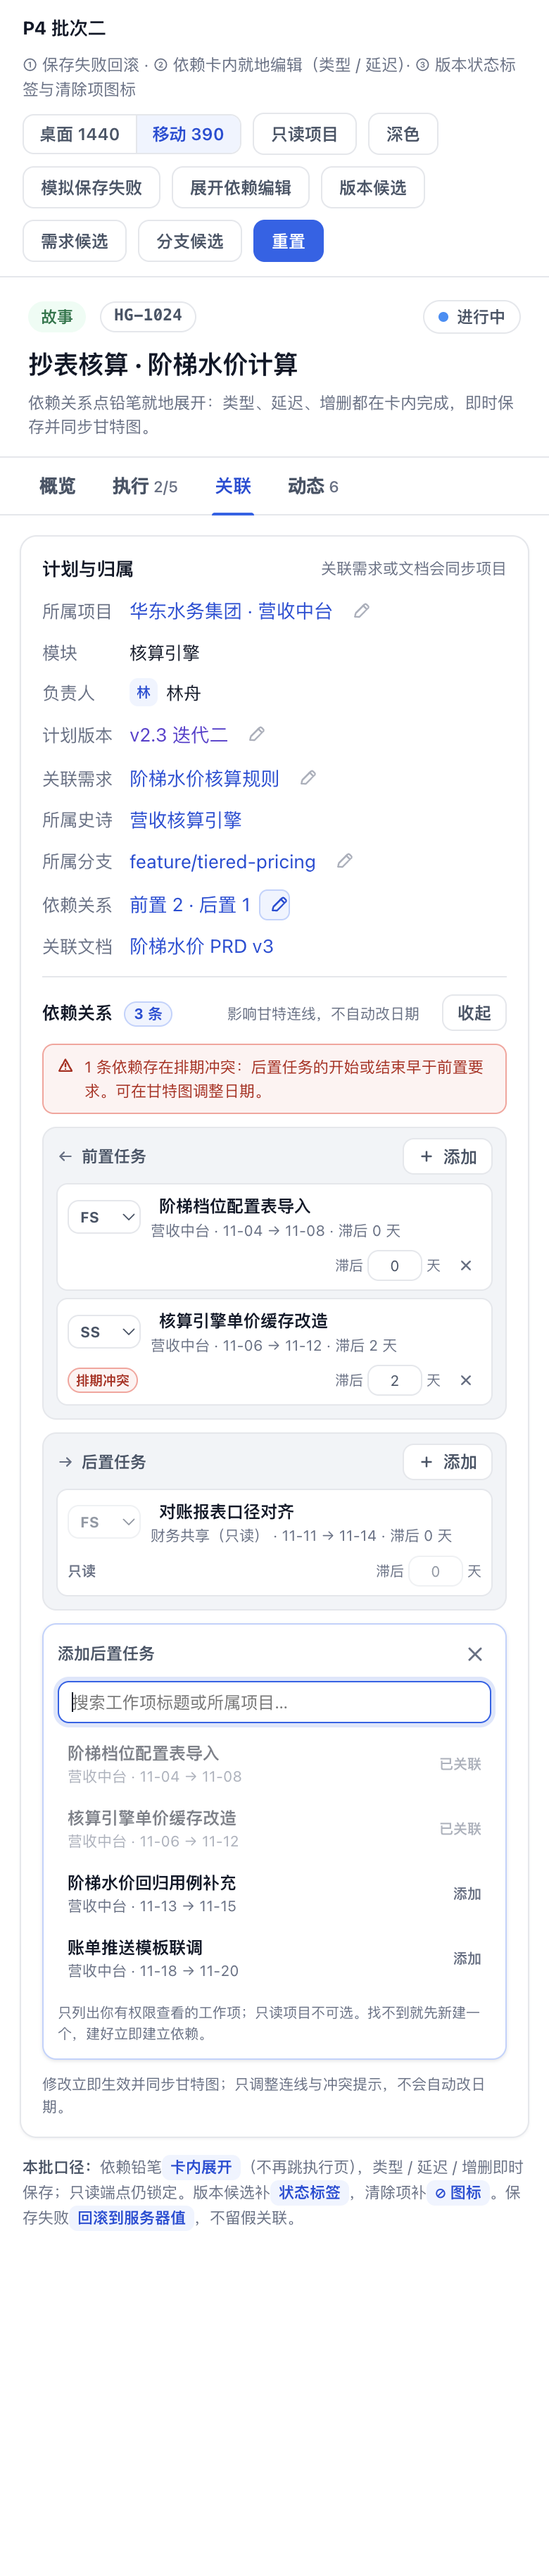 P4 批次二
① 保存失败回滚 · ② 依赖卡内就地编辑（类型 / 延迟）· ③ 版本状态标
签与清除项图标
桌面 1440
移动 390
只读项目
深色
模拟保存失败
展开依赖编辑
版本候选
需求候选
分支候选
重置
故事
HG-1024
进行中
抄表核算 · 阶梯水价计算
依赖关系点铅笔就地展开：类型、延迟、增删都在卡内完成，即时保
存并同步甘特图。
概览
执行 2/5
关联
动态 6
计划与归属
关联需求或文档会同步项目
所属项目 华东水务集团 · 营收中台
模块 核算引擎
负责人 林 林舟
计划版本 v2.3 迭代二
关联需求 阶梯水价核算规则
所属史诗 营收核算引擎
所属分支 feature/tiered-pricing
依赖关系 前置 2 · 后置 1
关联文档 阶梯水价 PRD v3
依赖关系 3 条
影响甘特连线，不自动改日期
收起
1 条依赖存在排期冲突：后置任务的开始或结束早于前置要
求。可在甘特图调整日期。
← 前置任务
+ 添加
FS
阶梯档位配置表导入
营收中台 · 11-04 → 11-08 · 滞后 0 天
滞后 0 天 ×
SS
核算引擎单价缓存改造
营收中台 · 11-06 → 11-12 · 滞后 2 天
排期冲突
滞后 2 天 ×
→ 后置任务
+ 添加
FS
对账报表口径对齐
财务共享（只读） · 11-11 → 11-14 · 滞后 0 天
只读
滞后 0 天
添加后置任务
搜索工作项标题或所属项目…
阶梯档位配置表导入
营收中台 · 11-04 → 11-08
已关联
核算引擎单价缓存改造
营收中台 · 11-06 → 11-12
已关联
阶梯水价回归用例补充
营收中台 · 11-13 → 11-15
添加
账单推送模板联调
营收中台 · 11-18 → 11-20
添加
只列出你有权限查看的工作项；只读项目不可选。找不到就先新建一
个，建好立即建立依赖。
修改立即生效并同步甘特图；只调整连线与冲突提示，不会自动改日
期。
本批口径：依赖铅笔 卡内展开 （不再跳执行页），类型 / 延迟 / 增删即时
保存；只读端点仍锁定。版本候选补 状态标签 ，清除项补 ⊘ 图标 。保
存失败 回滚到服务器值 ，不留假关联。